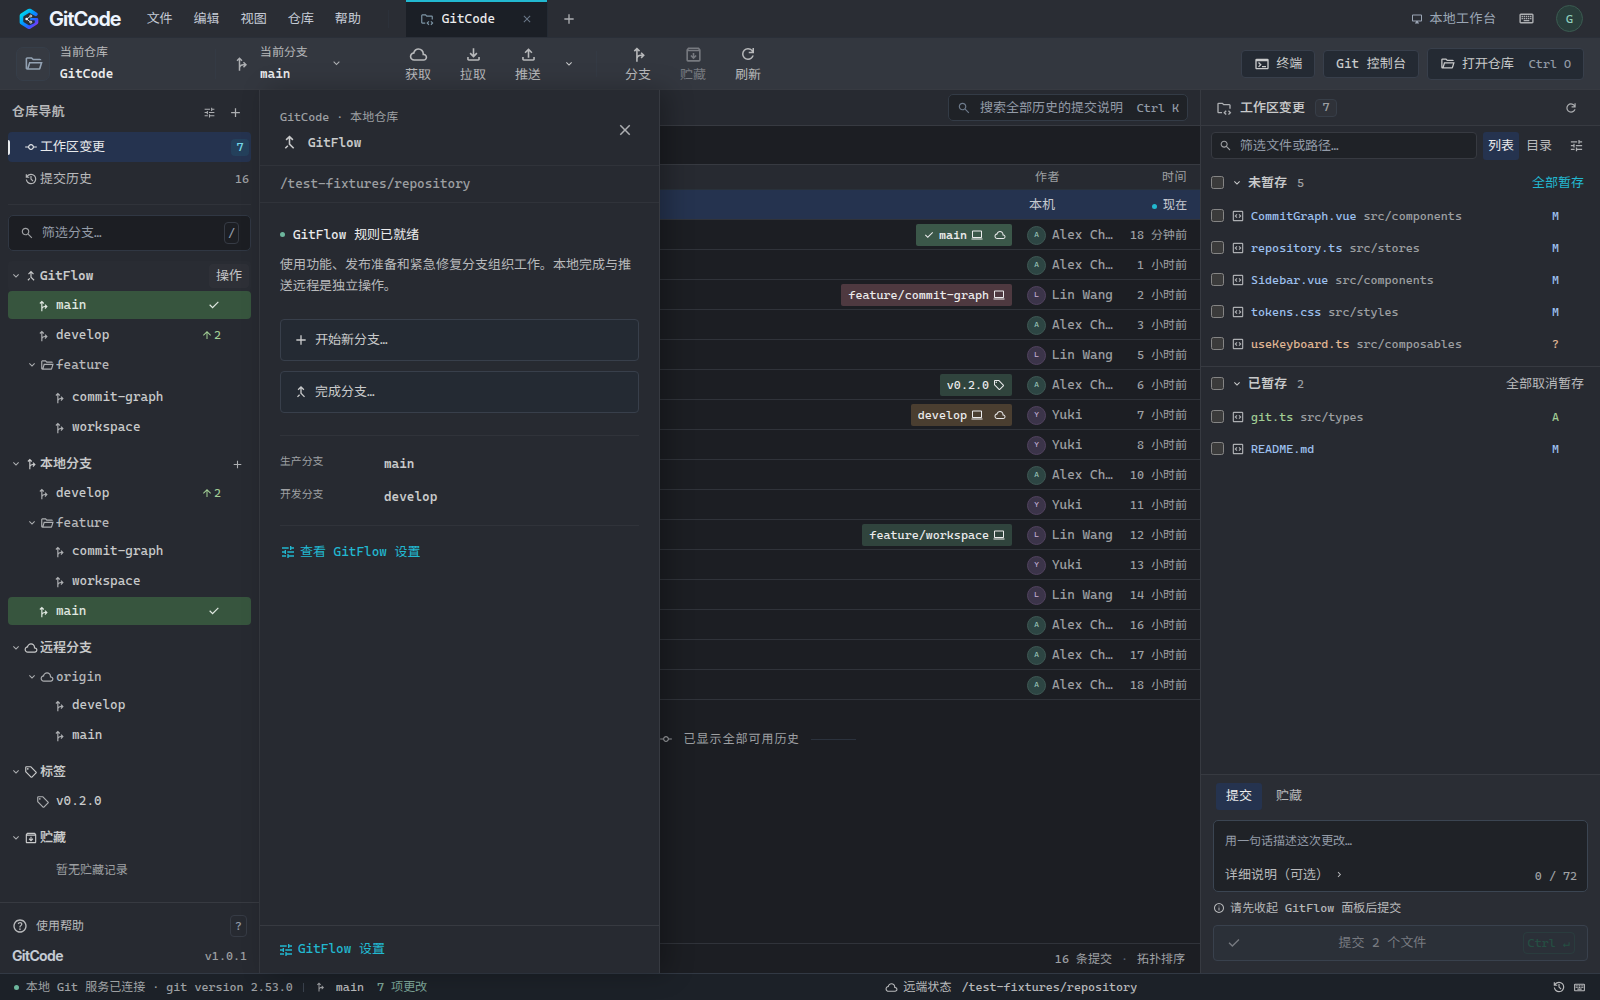 GitCode 文件 编辑 视图 仓库 帮助 GitCode 本地工作台 G
当前仓库
GitCode
当前分支
main
获取 拉取 推送 分支 贮藏 刷新 终端 Git 控制台 打开仓库 Ctrl O
仓库导航
工作区变更 7
提交历史 16
筛选分支… /
GitFlow 操作
main
develop 2
feature
commit-graph
workspace
本地分支
develop 2
feature
commit-graph
workspace
main
远程分支
origin
develop
main
标签
v0.2.0
贮藏
暂无贮藏记录
使用帮助 ?
GitCode v1.0.1
GitCode · 本地仓库
GitFlow
/test-fixtures/repository
GitFlow 规则已就绪
使用功能、发布准备和紧急修复分支组织工作。本地完成与推
送远程是独立操作。
开始新分支…
完成分支…
生产分支 main
开发分支 develop
查看 GitFlow 设置
GitFlow 设置
搜索全部历史的提交说明 Ctrl K
作者 时间
本机 现在
main A Alex Ch… 18 分钟前
A Alex Ch… 1 小时前
feature/commit-graph L Lin Wang 2 小时前
A Alex Ch… 3 小时前
L Lin Wang 5 小时前
v0.2.0 A Alex Ch… 6 小时前
develop Y Yuki 7 小时前
Y Yuki 8 小时前
A Alex Ch… 10 小时前
Y Yuki 11 小时前
feature/workspace L Lin Wang 12 小时前
Y Yuki 13 小时前
L Lin Wang 14 小时前
A Alex Ch… 16 小时前
A Alex Ch… 17 小时前
A Alex Ch… 18 小时前
已显示全部可用历史
16 条提交 · 拓扑排序
工作区变更 7
筛选文件或路径… 列表 目录
未暂存 5 全部暂存
CommitGraph.vue src/components M
repository.ts src/stores M
Sidebar.vue src/components M
tokens.css src/styles M
useKeyboard.ts src/composables ?
已暂存 2 全部取消暂存
git.ts src/types A
README.md M
提交 贮藏
用一句话描述这次更改…
详细说明（可选） 0 / 72
请先收起 GitFlow 面板后提交
提交 2 个文件 Ctrl ↵
本地 Git 服务已连接 · git version 2.53.0 main 7 项更改 远端状态 /test-fixtures/repository